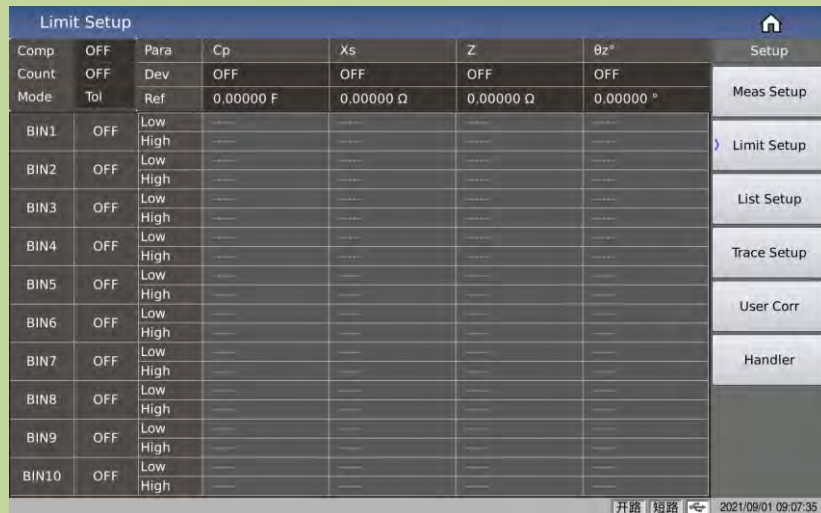 Limit Setup
Comp OFF Para Cp Xs Z θz° Setup
Count OFF Dev OFF OFF OFF OFF
Mode Tol Ref 0.00000 F 0.00000 Ω 0.00000 Ω 0.00000 °
Meas Setup
Limit Setup
List Setup
Trace Setup
User Corr
Handler
BIN1 OFF Low ----- ----- ----- -----
High ----- ----- ----- -----
BIN2 OFF Low ----- ----- ----- -----
High ----- ----- ----- -----
BIN3 OFF Low ----- ----- ----- -----
High ----- ----- ----- -----
BIN4 OFF Low ----- ----- ----- -----
High ----- ----- ----- -----
BIN5 OFF Low ----- ----- ----- -----
High ----- ----- ----- -----
BIN6 OFF Low ----- ----- ----- -----
High ----- ----- ----- -----
BIN7 OFF Low ----- ----- ----- -----
High ----- ----- ----- -----
BIN8 OFF Low ----- ----- ----- -----
High ----- ----- ----- -----
BIN9 OFF Low ----- ----- ----- -----
High ----- ----- ----- -----
BIN10 OFF Low ----- ----- ----- -----
High ----- ----- ----- -----
开路 短路 2021/09/01 09:07:35